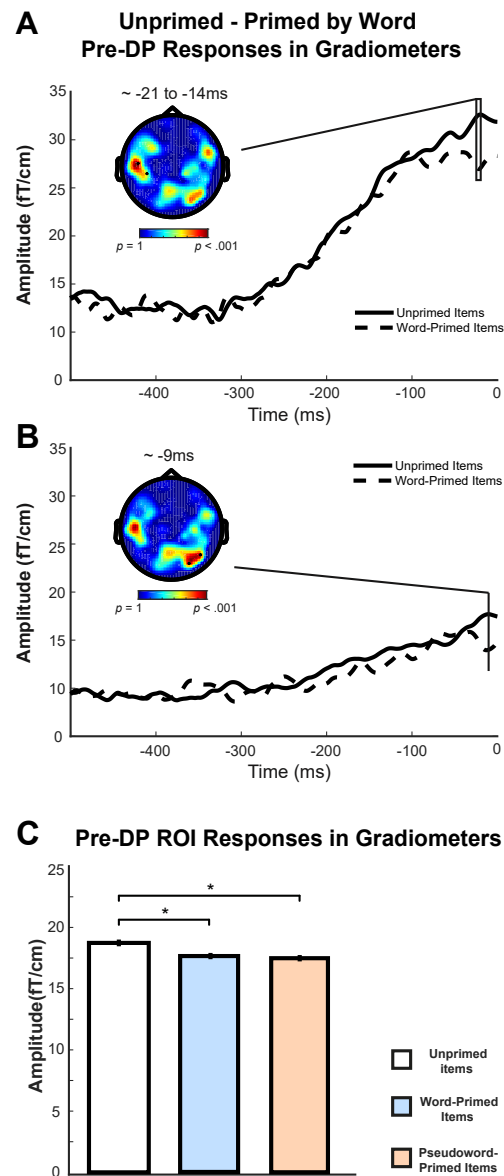 A
Unprimed - Primed by Word
Pre-DP Responses in Gradiometers
35
30
25
15
10
0
Amplitude (fT/cm)
~ -21 to -14ms
p = 1
p < .001
Unprimed Items
Word-Primed Items
-400
-300
-200
-100
0
Time (ms)
B
35
30
25
20
15
10
0
Amplitude (fT/cm)
~ -9ms
p = 1
p < .001
Unprimed Items
Word-Primed Items
-400
-300
-200
-100
0
Time (ms)
C
Pre-DP ROI Responses in Gradiometers
25
20
15
10
5
0
Amplitude(fT/cm)
*
*
Unprimed
items
Word-Primed
Items
Pseudoword-
Primed Items